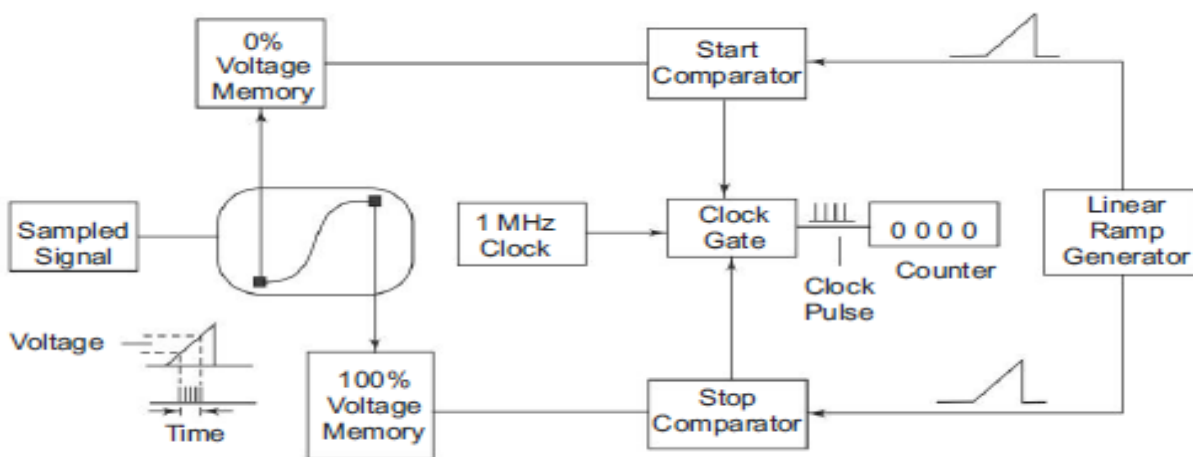 0%
Voltage
Memory
Start
Comparator
Sampled
Signal
1 MHz
Clock
Clock
Gate
0 0 0 0
Counter
Clock
Pulse
Linear
Ramp
Generator
Voltage
Time
100%
Voltage
Memory
Stop
Comparator